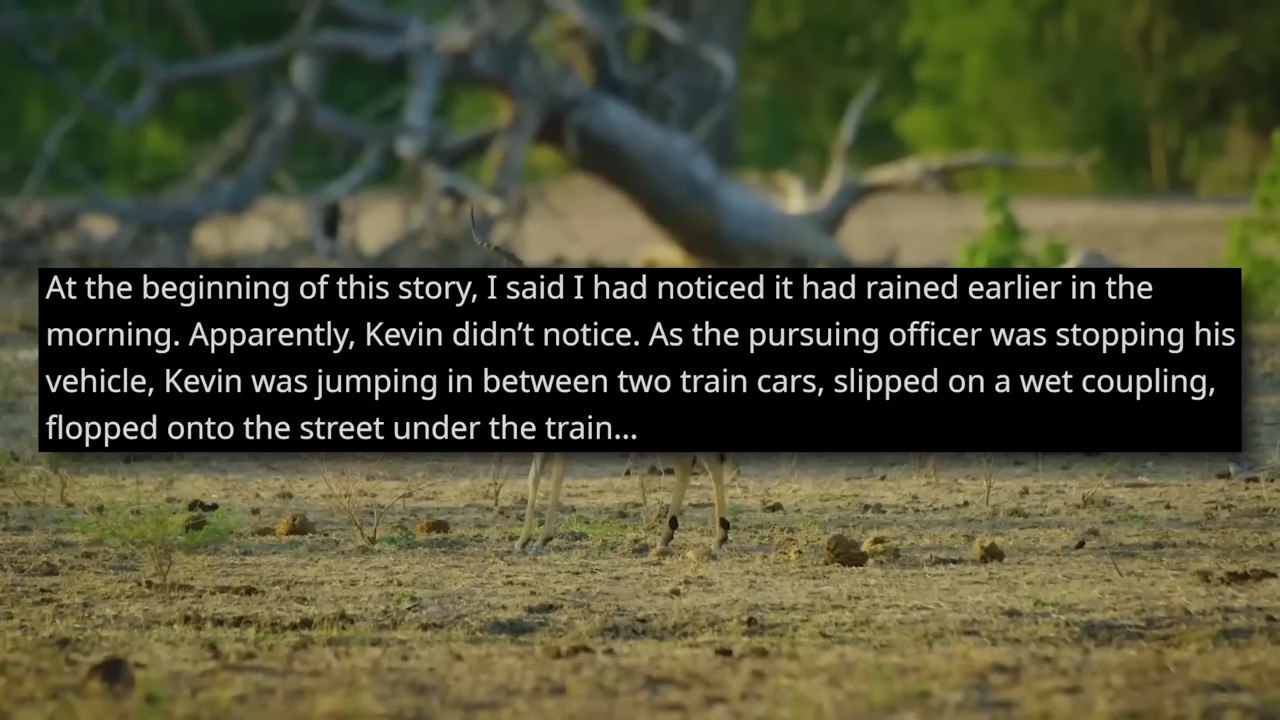 At the beginning of this story, I said I had noticed it had rained earlier in the
morning. Apparently, Kevin didn’t notice. As the pursuing officer was stopping his
vehicle, Kevin was jumping in between two train cars, slipped on a wet coupling,
flopped onto the street under the train...